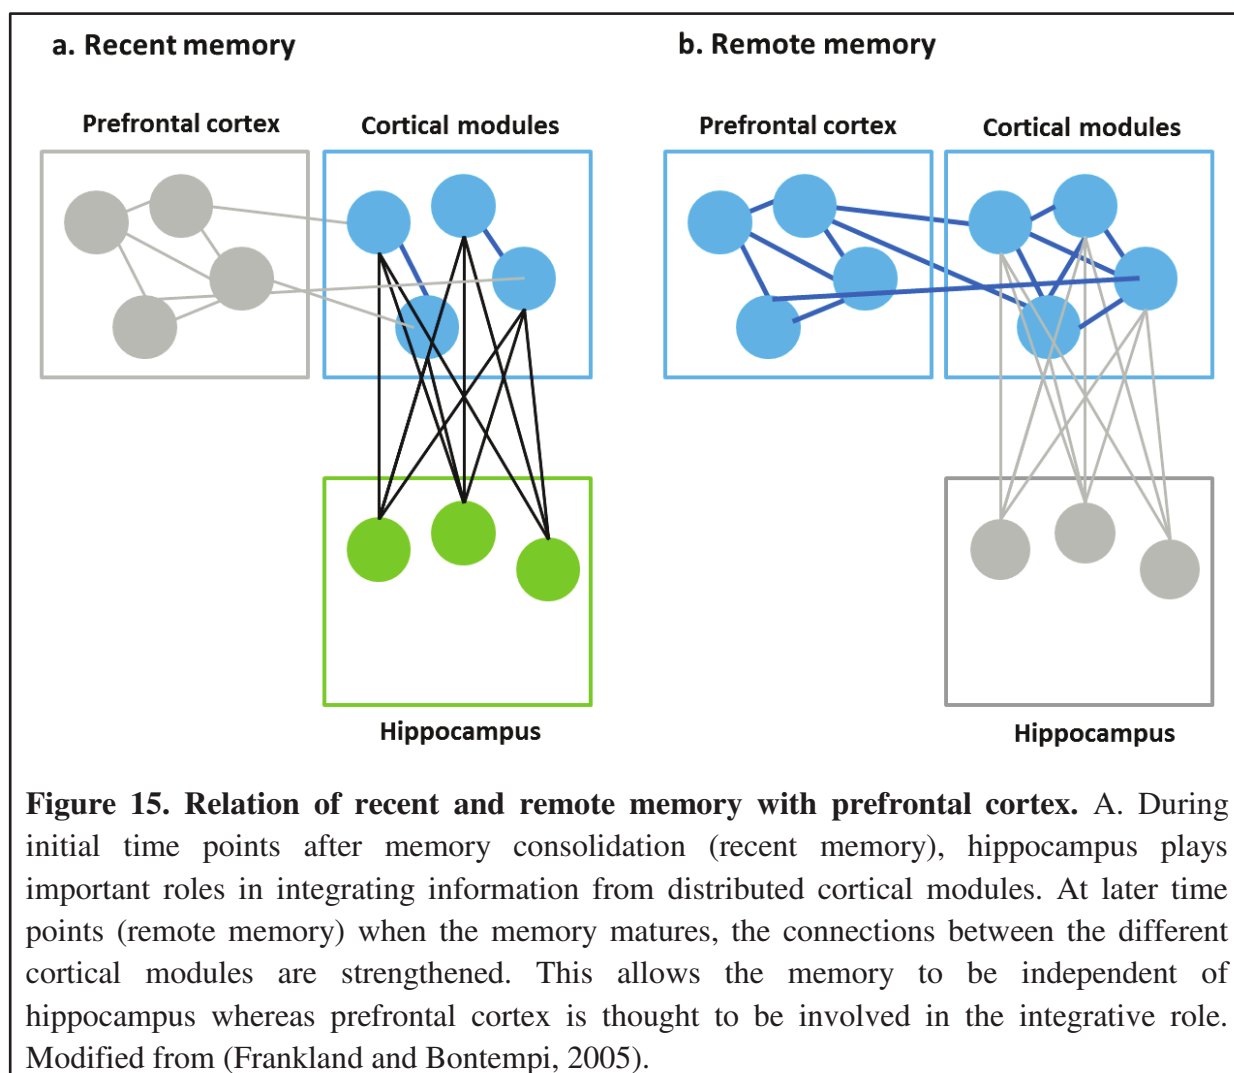 a. Recent memory
b. Remote memory
Prefrontal cortex
Cortical modules
Prefrontal cortex
Cortical modules
Hippocampus
Hippocampus
Figure 15. Relation of recent and remote memory with prefrontal cortex. A. During
initial time points after memory consolidation (recent memory), hippocampus plays
important roles in integrating information from distributed cortical modules. At later time
points (remote memory) when the memory matures, the connections between the different
cortical modules are strengthened. This allows the memory to be independent of
hippocampus whereas prefrontal cortex is thought to be involved in the integrative role.
Modified from (Frankland and Bontempi, 2005).